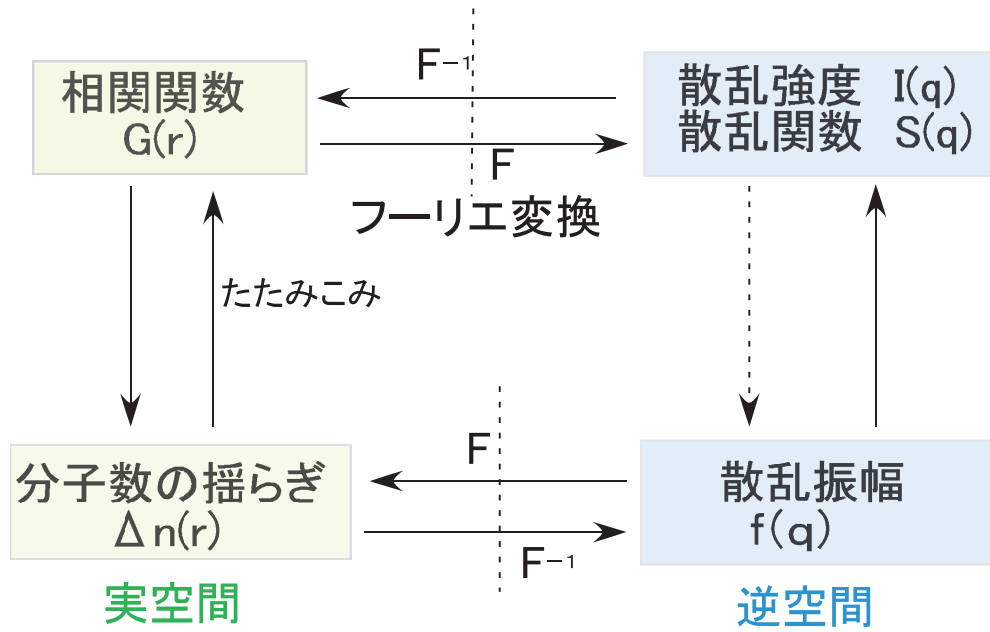 相関関数
G(r)
F⁻¹
F
フーリエ変換
散乱強度 I(q)
散乱関数 S(q)
たたみこみ
分子数の揺らぎ
Δn(r)
F
F⁻¹
散乱振幅
f(q)
実空間
逆空間